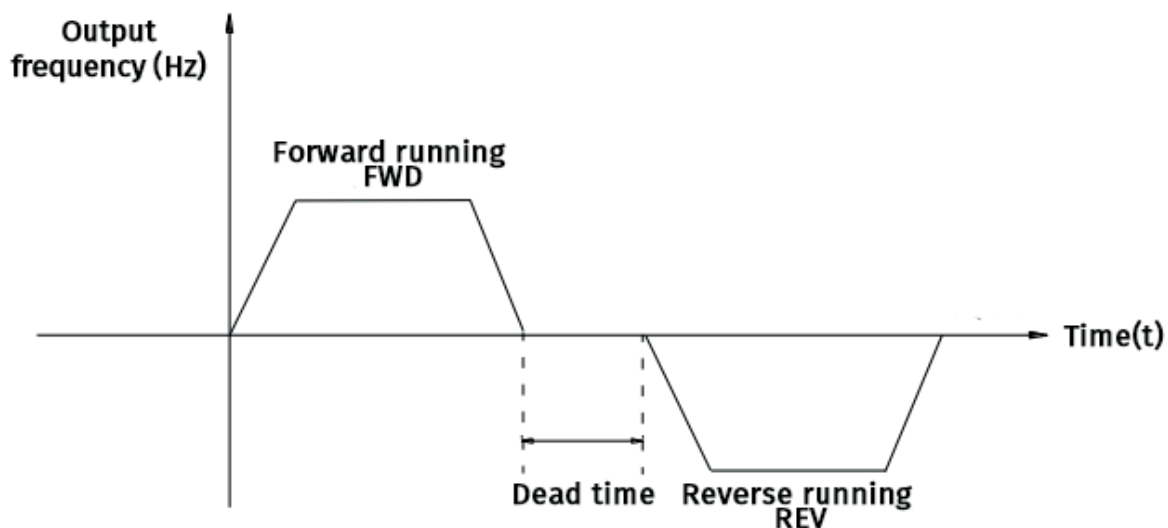 Output
frequency (Hz)
Forward running
FWD
Time(t)
Dead time
Reverse running
REV